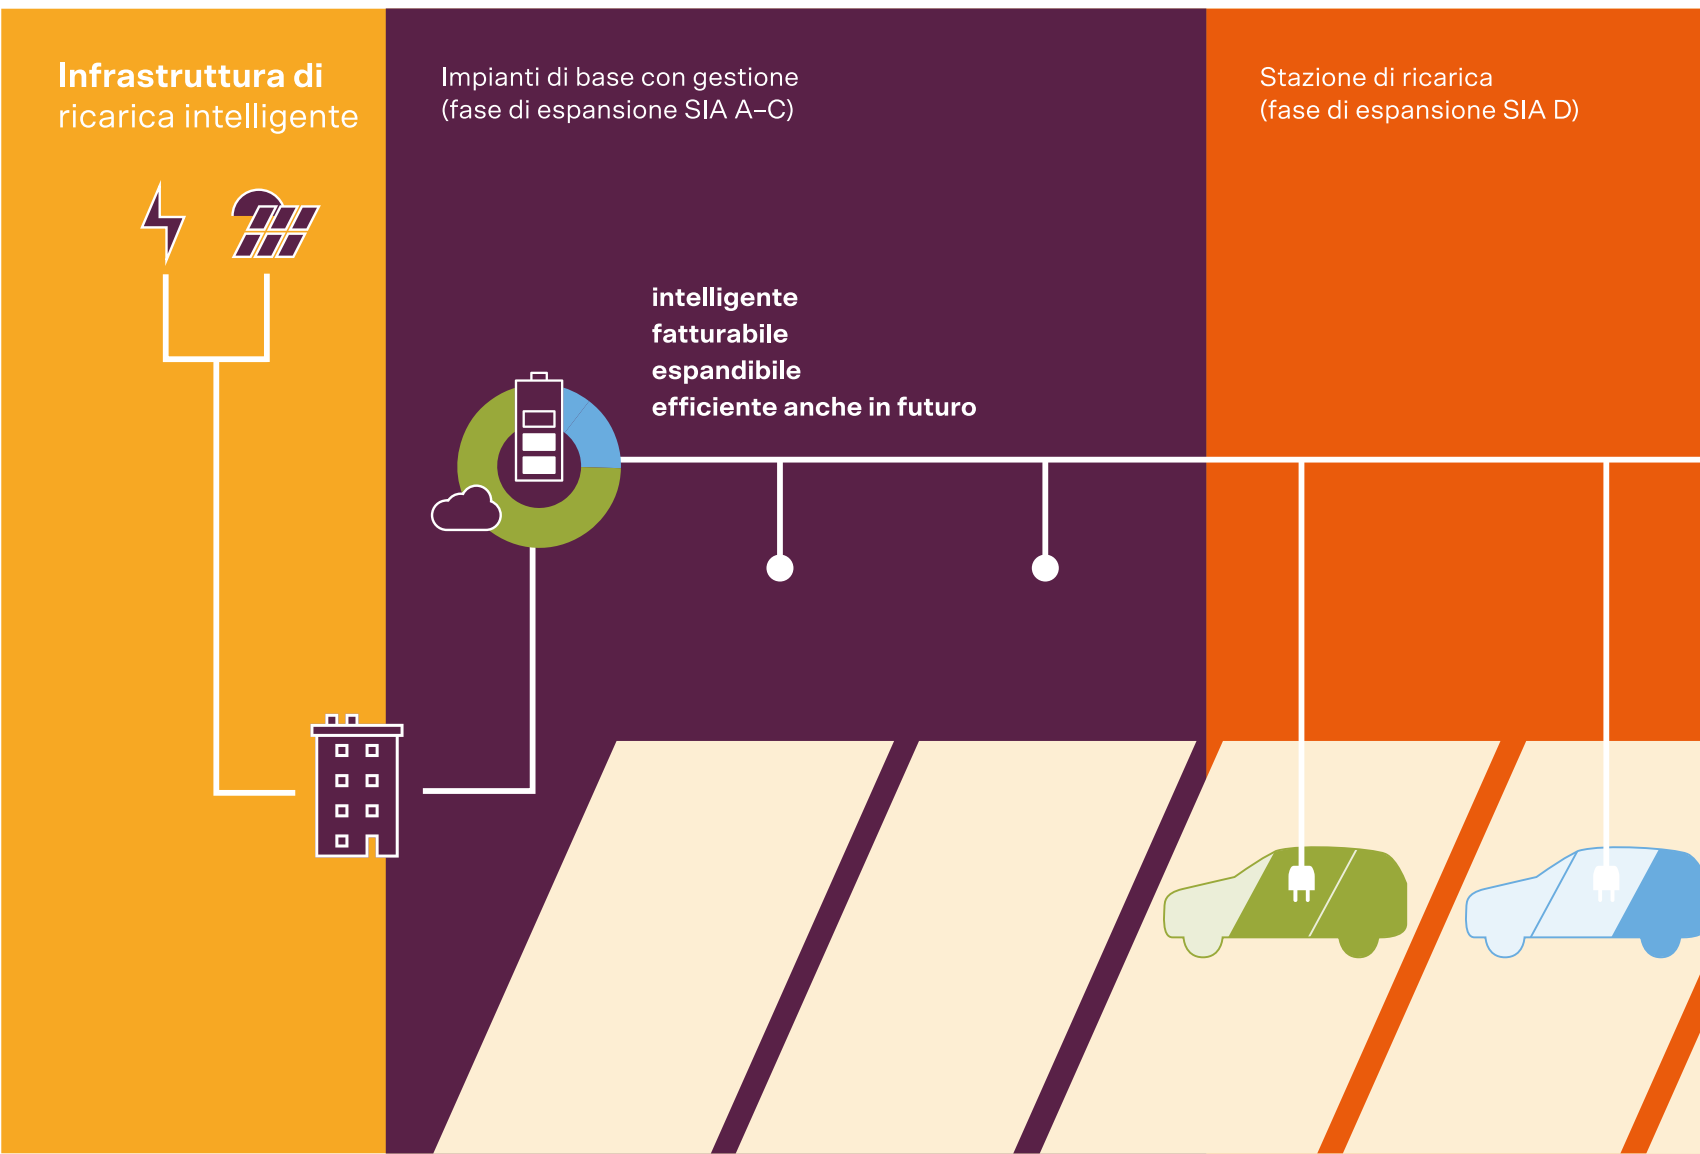 Infrastruttura di
ricarica intelligente
Impianti di base con gestione
(fase di espansione SIA A–C)
Stazione di ricarica
(fase di espansione SIA D)
intelligente
fatturabile
espandibile
efficiente anche in futuro